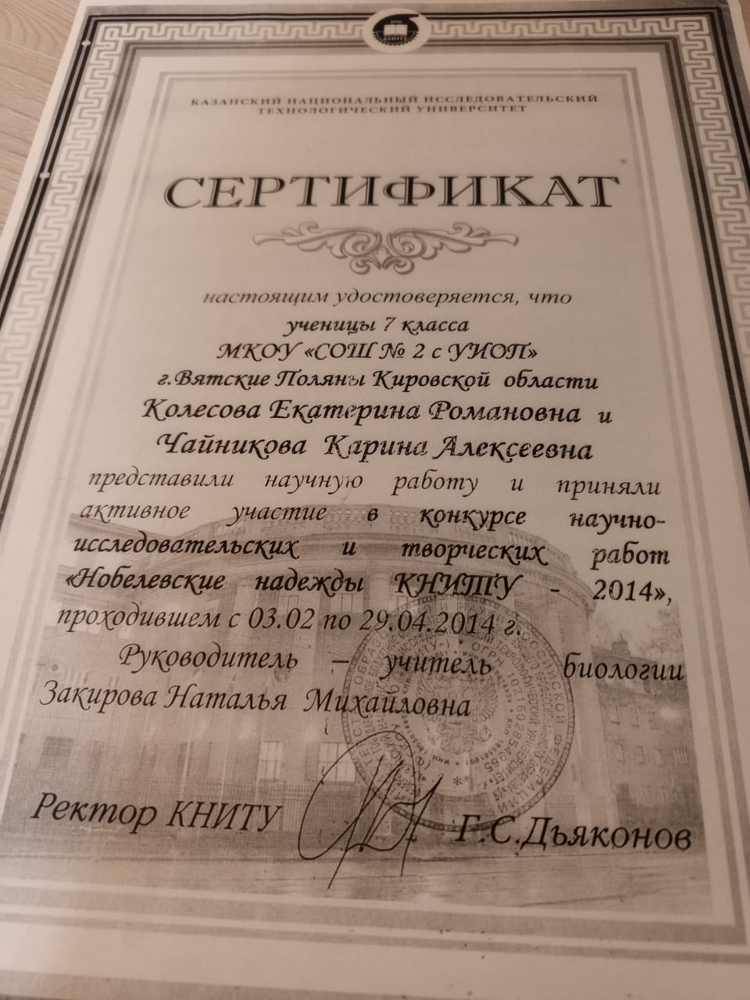 КНИТУ
КАЗАНСКИЙ НАЦИОНАЛЬНЫЙ ИССЛЕДОВАТЕЛЬСКИЙ
ТЕХНОЛОГИЧЕСКИЙ УНИВЕРСИТЕТ
СЕРТИФИКАТ
настоящим удостоверяется, что
ученицы 7 класса
МКОУ «СОШ № 2 с УИОП»
г.Вятские Поляны Кировской области
Колесова Екатерина Романовна и
Чайникова Карина Алексеевна
представили научную работу и приняли
активное участие в конкурсе научно-
исследовательских и творческих работ
«Нобелевские надежды КНИТУ - 2014»,
проходившем с 03.02 по 29.04.2014 г.
Руководитель – учитель биологии
Закирова Наталья Михайловна
Ректор КНИТУ Г.С.Дьяконов